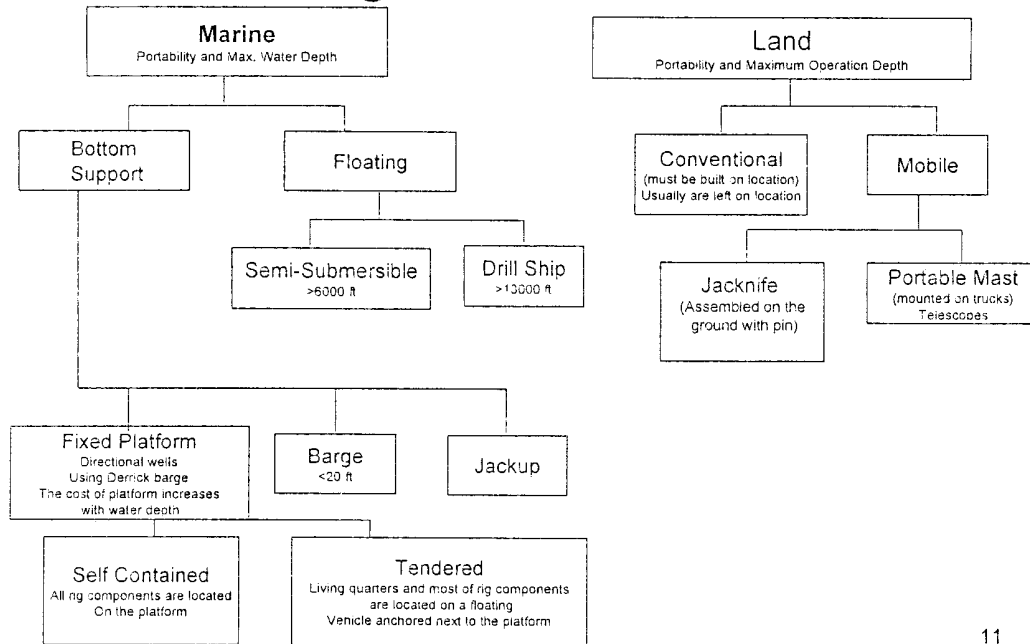 Marine
Portability and Max. Water Depth
Land
Portability and Maximum Operation Depth
Bottom
Support
Floating
Conventional
(must be built on location)
Usually are left on location
Mobile
Semi-Submersible
>6000 ft
Drill Ship
>13000 ft
Jacknife
(Assembled on the
ground with pin)
Portable Mast
(mounted on trucks)
Telescopes
Fixed Platform
Directional wells
Using Derrick barge
The cost of platform increases
with water depth
Barge
<20 ft
Jackup
Self Contained
All rig components are located
On the platform
Tendered
Living quarters and most of rig components
are located on a floating
Vehicle anchored next to the platform
11